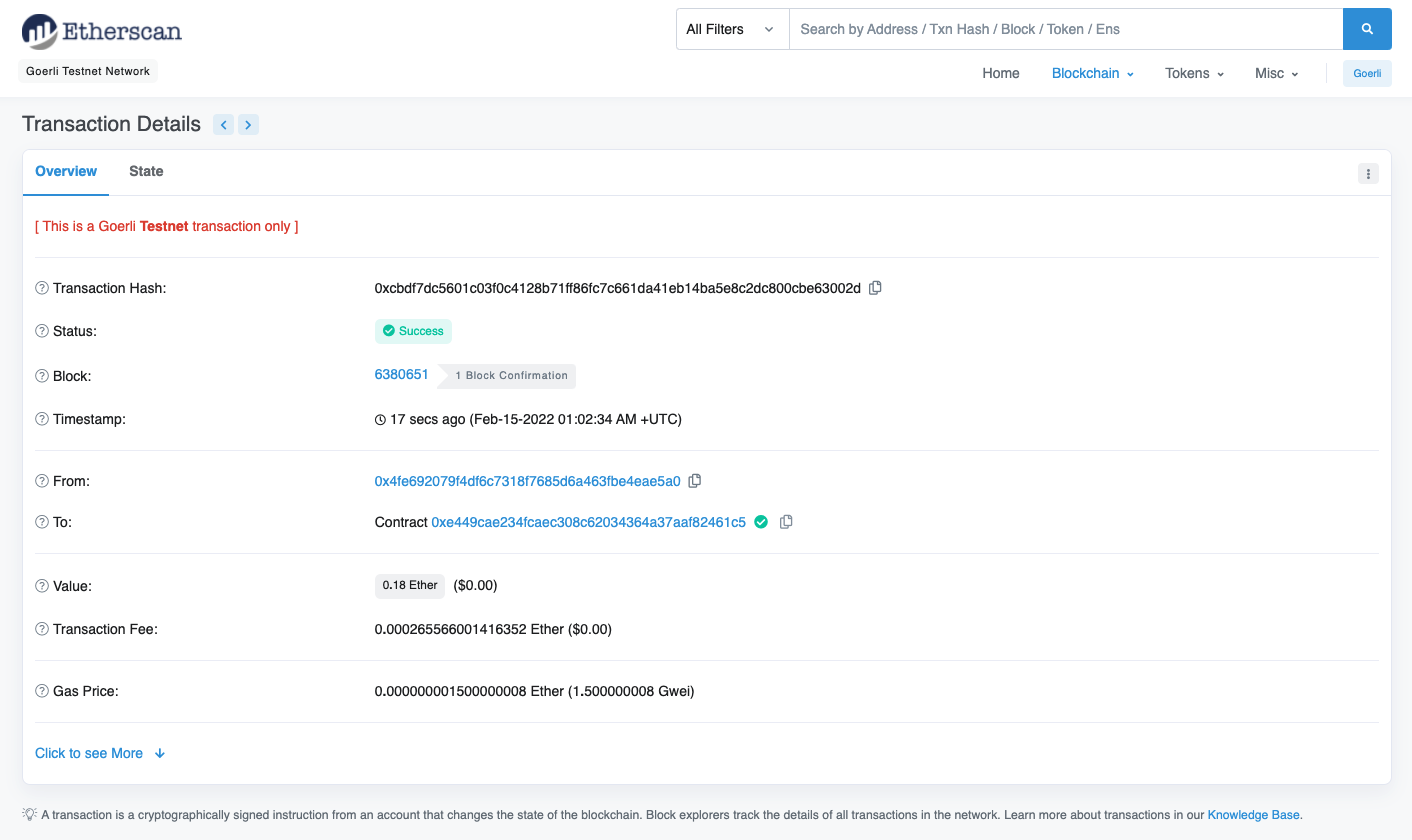 Etherscan
All Filters
Search by Address / Txn Hash / Block / Token / Ens
Goerli Testnet Network
Home Blockchain Tokens Misc Goerli
Transaction Details
Overview State
[ This is a Goerli Testnet transaction only ]
Transaction Hash: 0xcbdf7dc5601c03f0c4128b71ff86fc7c661da41eb14ba5e8c2dc800cbe63002d
Status: Success
Block: 6380651 1 Block Confirmation
Timestamp: 17 secs ago (Feb-15-2022 01:02:34 AM +UTC)
From: 0x4fe692079f4df6c7318f7685d6a463fbe4eae5a0
To: Contract 0xe449cae234fcaec308c62034364a37aaf82461c5
Value: 0.18 Ether ($0.00)
Transaction Fee: 0.000265566001416352 Ether ($0.00)
Gas Price: 0.000000001500000008 Ether (1.500000008 Gwei)
Click to see More
A transaction is a cryptographically signed instruction from an account that changes the state of the blockchain. Block explorers track the details of all transactions in the network. Learn more about transactions in our Knowledge Base.